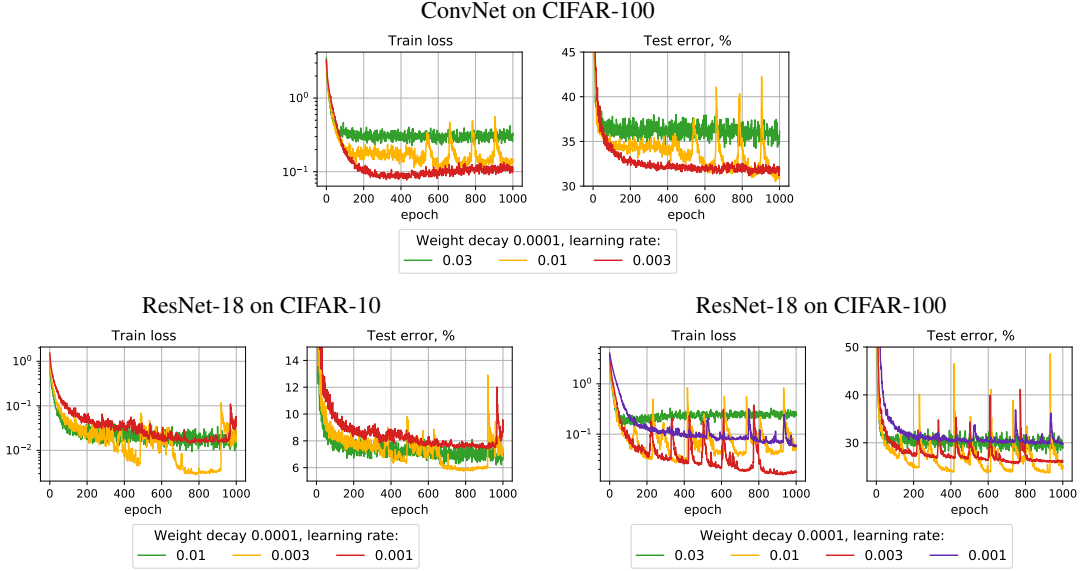 ConvNet on CIFAR-100
Train loss
Test error, %
10⁰
10⁻¹
0 200 400 600 800 1000
epoch
45
40
35
30
0 200 400 600 800 1000
epoch
Weight decay 0.0001, learning rate:
0.03 0.01 0.003
ResNet-18 on CIFAR-10
Train loss
Test error, %
10⁰
10⁻¹
10⁻²
0 200 400 600 800 1000
epoch
14
12
10
8
6
0 200 400 600 800 1000
epoch
Weight decay 0.0001, learning rate:
0.01 0.003 0.001
ResNet-18 on CIFAR-100
Train loss
Test error, %
10⁰
10⁻¹
0 200 400 600 800 1000
epoch
50
40
30
0 200 400 600 800 1000
epoch
Weight decay 0.0001, learning rate:
0.03 0.01 0.003 0.001